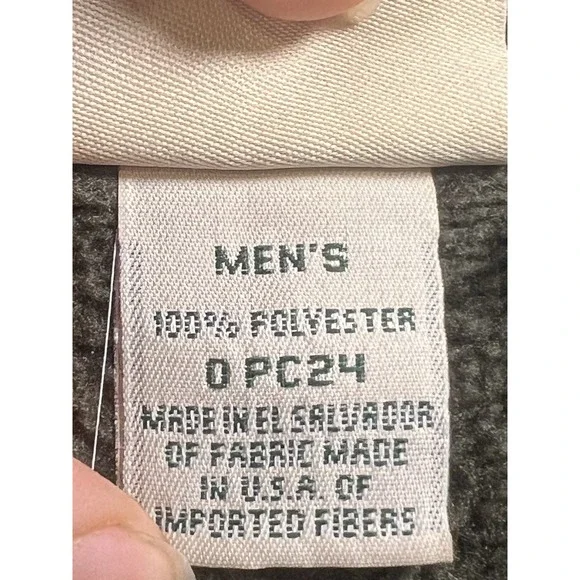 MEN'S
100% POLYESTER
0 PC24
MADE IN EL SALVADOR
OF FABRIC MADE
IN U.S.A. OF
IMPORTED FIBERS